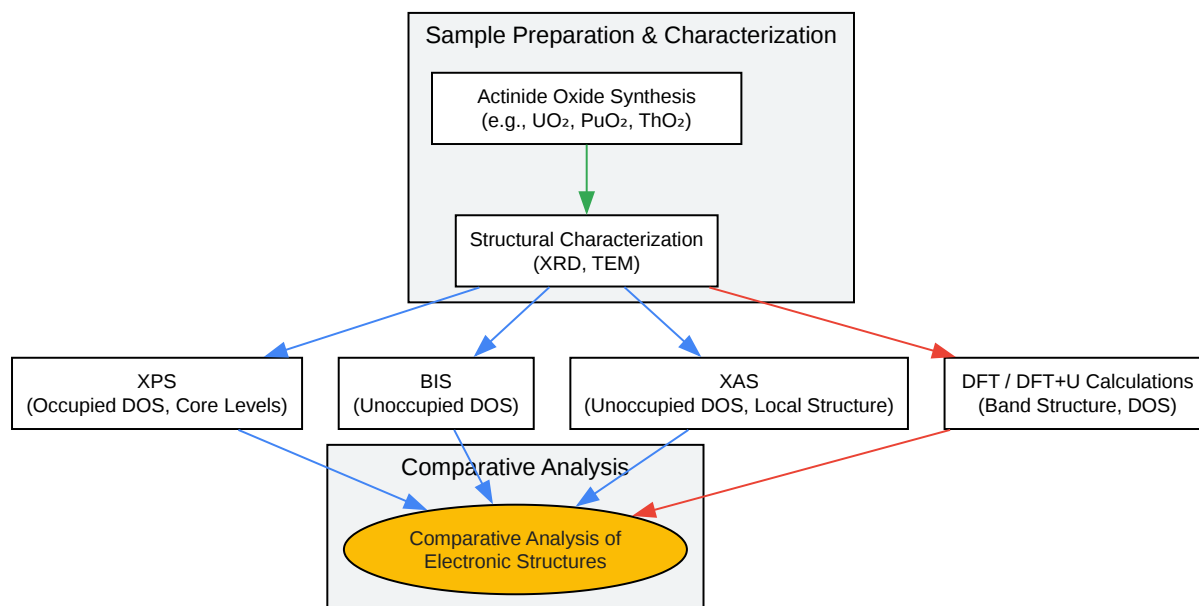 Sample Preparation & Characterization
Actinide Oxide Synthesis
(e.g., UO₂, PuO₂, ThO₂)
Structural Characterization
(XRD, TEM)
XPS
(Occupied DOS, Core Levels)
BIS
(Unoccupied DOS)
XAS
(Unoccupied DOS, Local Structure)
DFT / DFT+U Calculations
(Band Structure, DOS)
Comparative Analysis
Comparative Analysis of
Electronic Structures